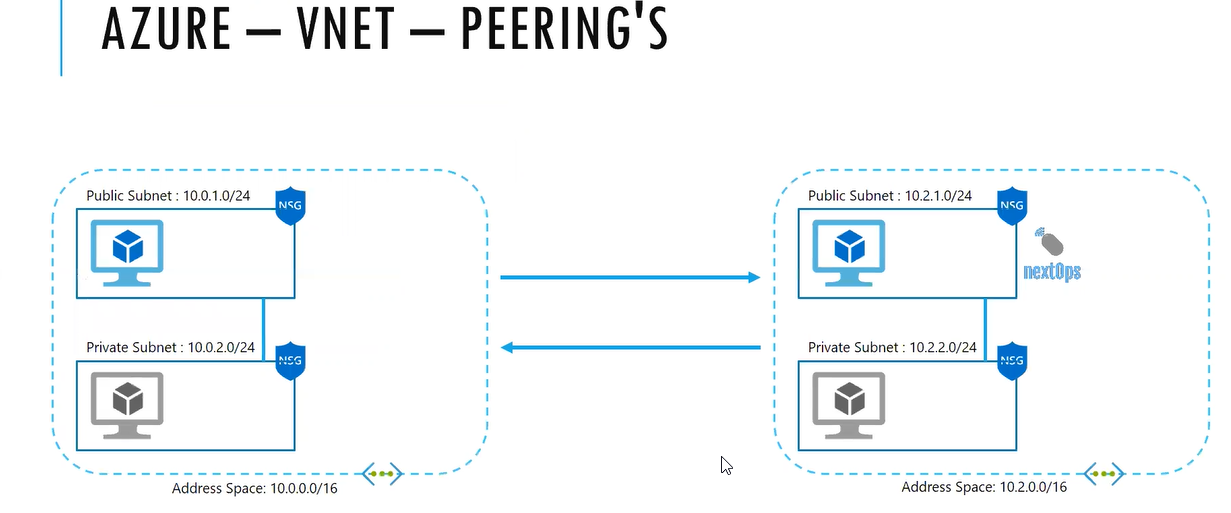 AZURE – VNET – PEERING'S
Public Subnet : 10.0.1.0/24
NSG
Public Subnet : 10.2.1.0/24
NSG
nextOps
Private Subnet : 10.0.2.0/24
NSG
Private Subnet : 10.2.2.0/24
NSG
Address Space: 10.0.0.0/16
Address Space: 10.2.0.0/16